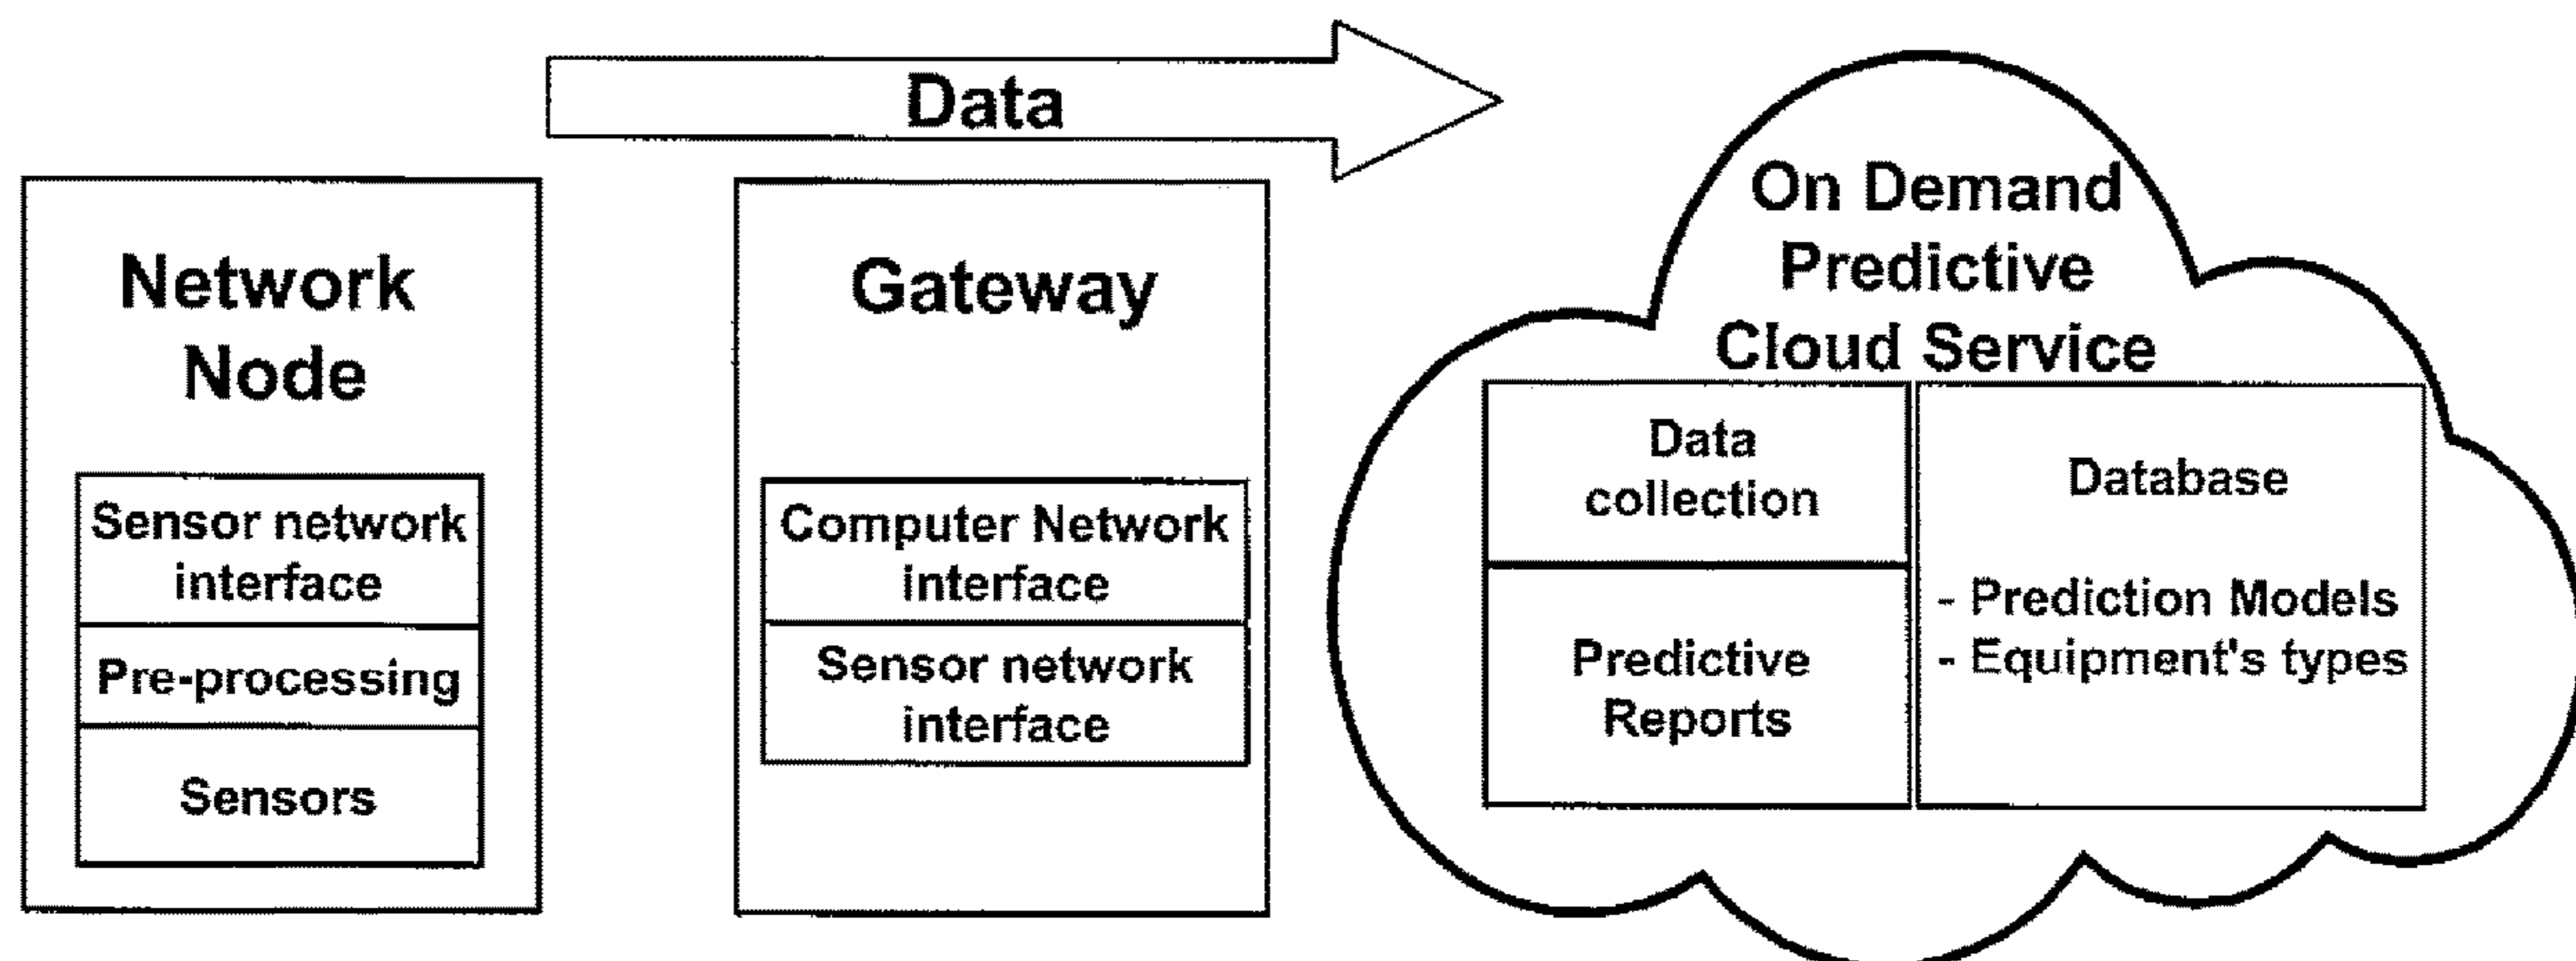 Data
Network
Node
Sensor network
interface
Pre-processing
Sensors
Gateway
Computer Network
interface
Sensor network
interface
On Demand
Predictive
Cloud Service
Data
collection
Predictive
Reports
Database
- Prediction Models
- Equipment's types